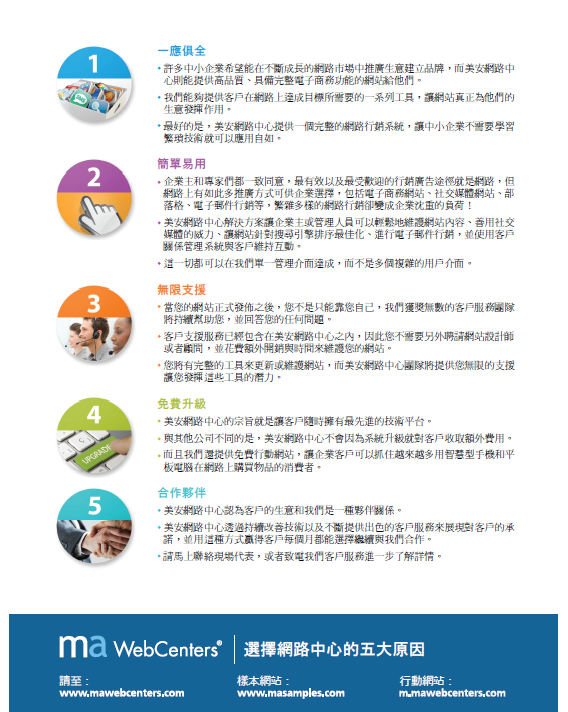 1
一應俱全
• 許多中小企業希望能在不斷成長的網路市場中推廣生意建立品牌，而美安網路中
心則能提供高品質、具備完整電子商務功能的網站給他們。
• 我們能夠提供客戶在網路上達成目標所需要的一系列工具，讓網站真正為他們的
生意發揮作用。
• 最好的是，美安網路中心提供一個完整的網路行銷系統，讓中小企業不需要學習
繁瑣技術就可以應用自如。
2
簡單易用
• 企業主和專家們都一致同意，最有效以及最受歡迎的行銷廣告途徑就是網路，但
網路上有如此多推廣方式可供企業選擇，包括電子商務網站、社交媒體網站、部
落格、電子郵件行銷等，繁雜多樣的網路行銷卻變成企業沈重的負荷！
• 美安網路中心解決方案讓企業主或管理人員可以輕鬆地維護網站內容、善用社交
媒體的威力、讓網站針對搜尋引擎排序最佳化、進行電子郵件行銷，並使用客戶
關係管理系統與客戶維持互動。
• 這一切都可以在我們單一管理介面達成，而不是多個複雜的用戶介面。
3
無限支援
• 當您的網站正式發佈之後，您不是只能靠您自己，我們獲獎無數的客戶服務團隊
將持續幫助您，並回答您的任何問題。
• 客戶支援服務已經包含在美安網路中心之內，因此您不需要另外聘請網站設計師
或者顧問，並花費額外開銷與時間來維護您的網站。
• 您將有完整的工具來更新或維護網站，而美安網路中心團隊將提供您無限的支援
讓您發揮這些工具的潛力。
4
UPGRADE
免費升級
• 美安網路中心的宗旨就是讓客戶隨時擁有最先進的技術平台。
• 與其他公司不同的是，美安網路中心不會因為系統升級就對客戶收取額外費用。
• 而且我們還提供免費行動網站，讓企業客戶可以抓住越來越多用智慧型手機和平
板電腦在網路上購買物品的消費者。
5
合作夥伴
• 美安網路中心認為客戶的生意和我們是一種夥伴關係。
• 美安網路中心透過持續改善技術以及不斷提供出色的客戶服務來展現對客戶的承
諾，並用這種方式贏得客戶每個月都能選擇繼續與我們合作。
• 請馬上聯絡現場代表，或者致電我們客戶服務進一步了解詳情。
ma WebCenters® 選擇網路中心的五大原因
請至： 樣本網站： 行動網站：
www.mawebcenters.com www.masamples.com m.mawebcenters.com